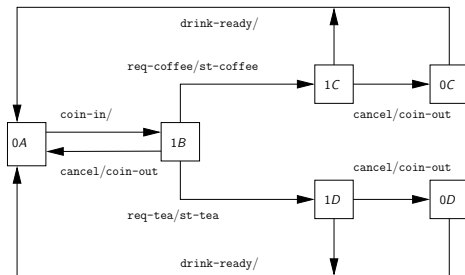 drink-ready/
req-coffee/st-coffee
1C
0C
coin-in/
cancel/coin-out
0A
1B
cancel/coin-out
cancel/coin-out
1D
0D
req-tea/st-tea
drink-ready/